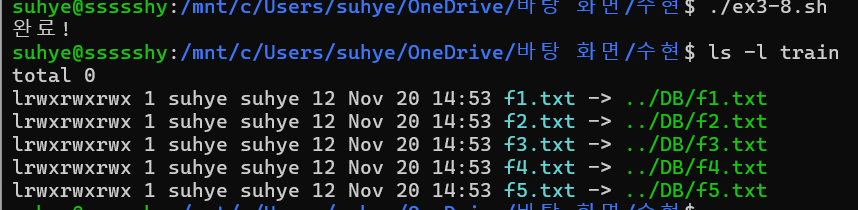 suhye@ssssshy:/mnt/c/Users/suhye/OneDrive/바탕 화면/수현$ ./ex3-8.sh
완료!
suhye@ssssshy:/mnt/c/Users/suhye/OneDrive/바탕 화면/수현$ ls -l train
total 0
lrwxrwxrwx 1 suhye suhye 12 Nov 20 14:53 f1.txt -> ../DB/f1.txt
lrwxrwxrwx 1 suhye suhye 12 Nov 20 14:53 f2.txt -> ../DB/f2.txt
lrwxrwxrwx 1 suhye suhye 12 Nov 20 14:53 f3.txt -> ../DB/f3.txt
lrwxrwxrwx 1 suhye suhye 12 Nov 20 14:53 f4.txt -> ../DB/f4.txt
lrwxrwxrwx 1 suhye suhye 12 Nov 20 14:53 f5.txt -> ../DB/f5.txt